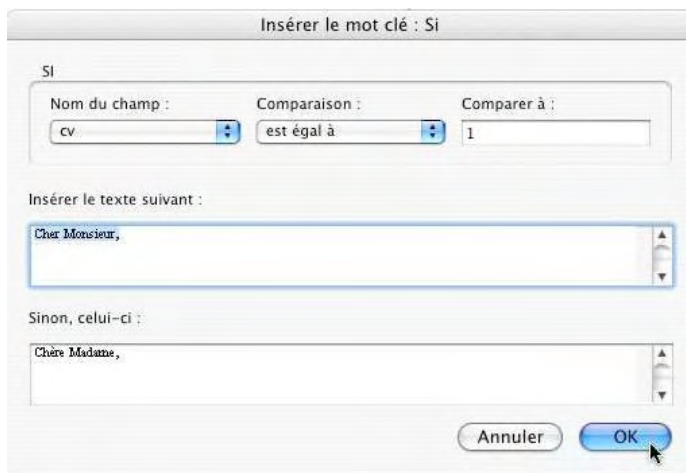 Insérer le mot clé : Si
SI
Nom du champ : Comparaison : Comparer à :
cv est égal à 1
Insérer le texte suivant :
Cher Monsieur,
Sinon, celui-ci :
Chère Madame,
Annuler OK